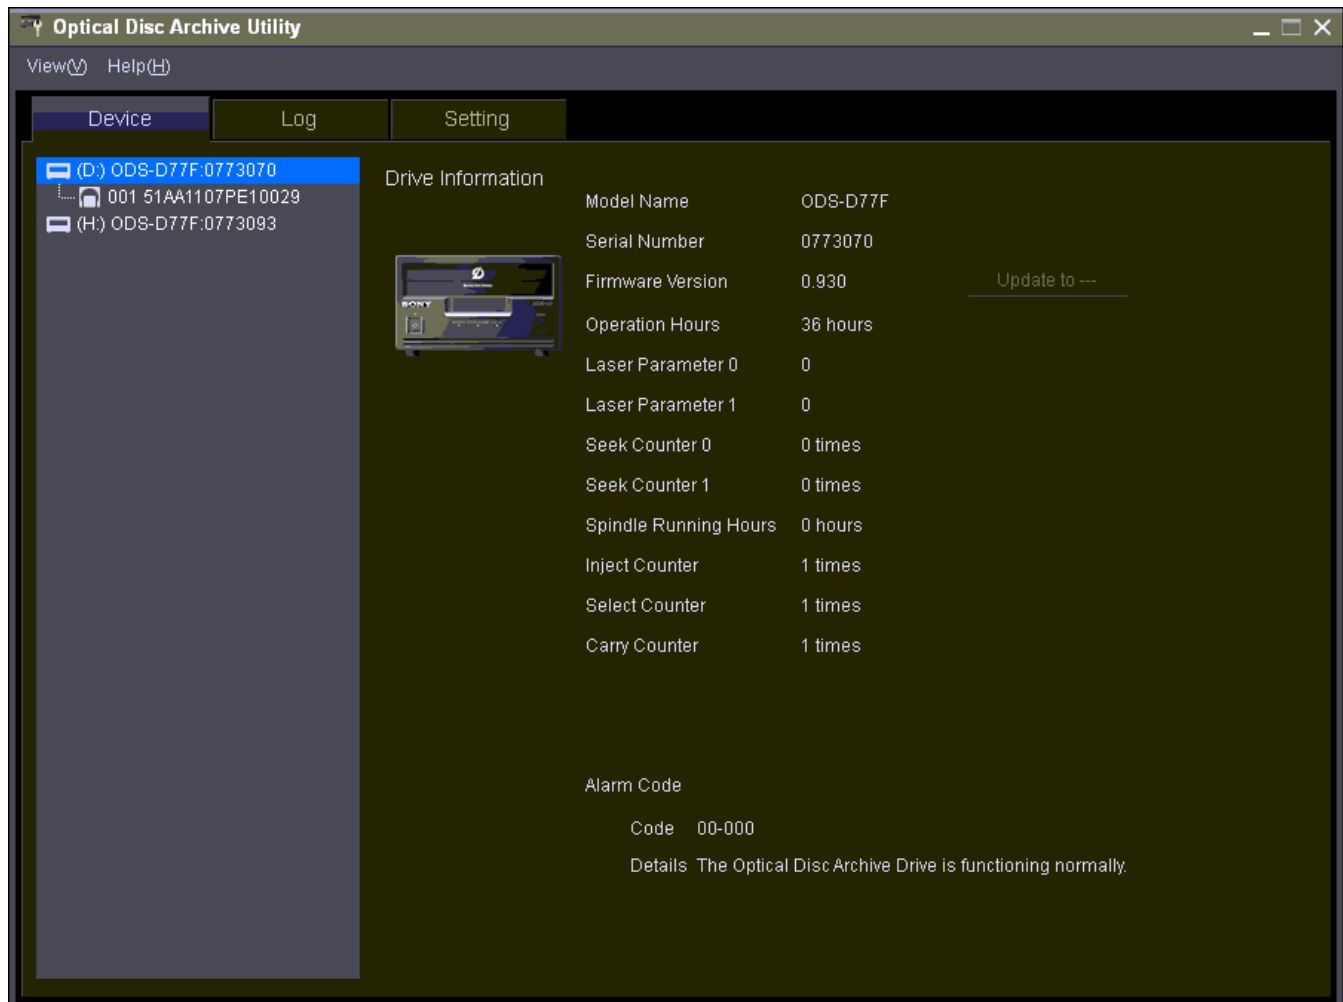 Optical Disc Archive Utility
View(V) Help(H)
Device Log Setting
(D:) ODS-D77F:0773070
001 51AA1107PE10029
(H:) ODS-D77F:0773093
Drive Information
SONY
Model Name ODS-D77F
Serial Number 0773070
Firmware Version 0.930 Update to ---
Operation Hours 36 hours
Laser Parameter 0 0
Laser Parameter 1 0
Seek Counter 0 0 times
Seek Counter 1 0 times
Spindle Running Hours 0 hours
Inject Counter 1 times
Select Counter 1 times
Carry Counter 1 times
Alarm Code
Code 00-000
Details The Optical Disc Archive Drive is functioning normally.